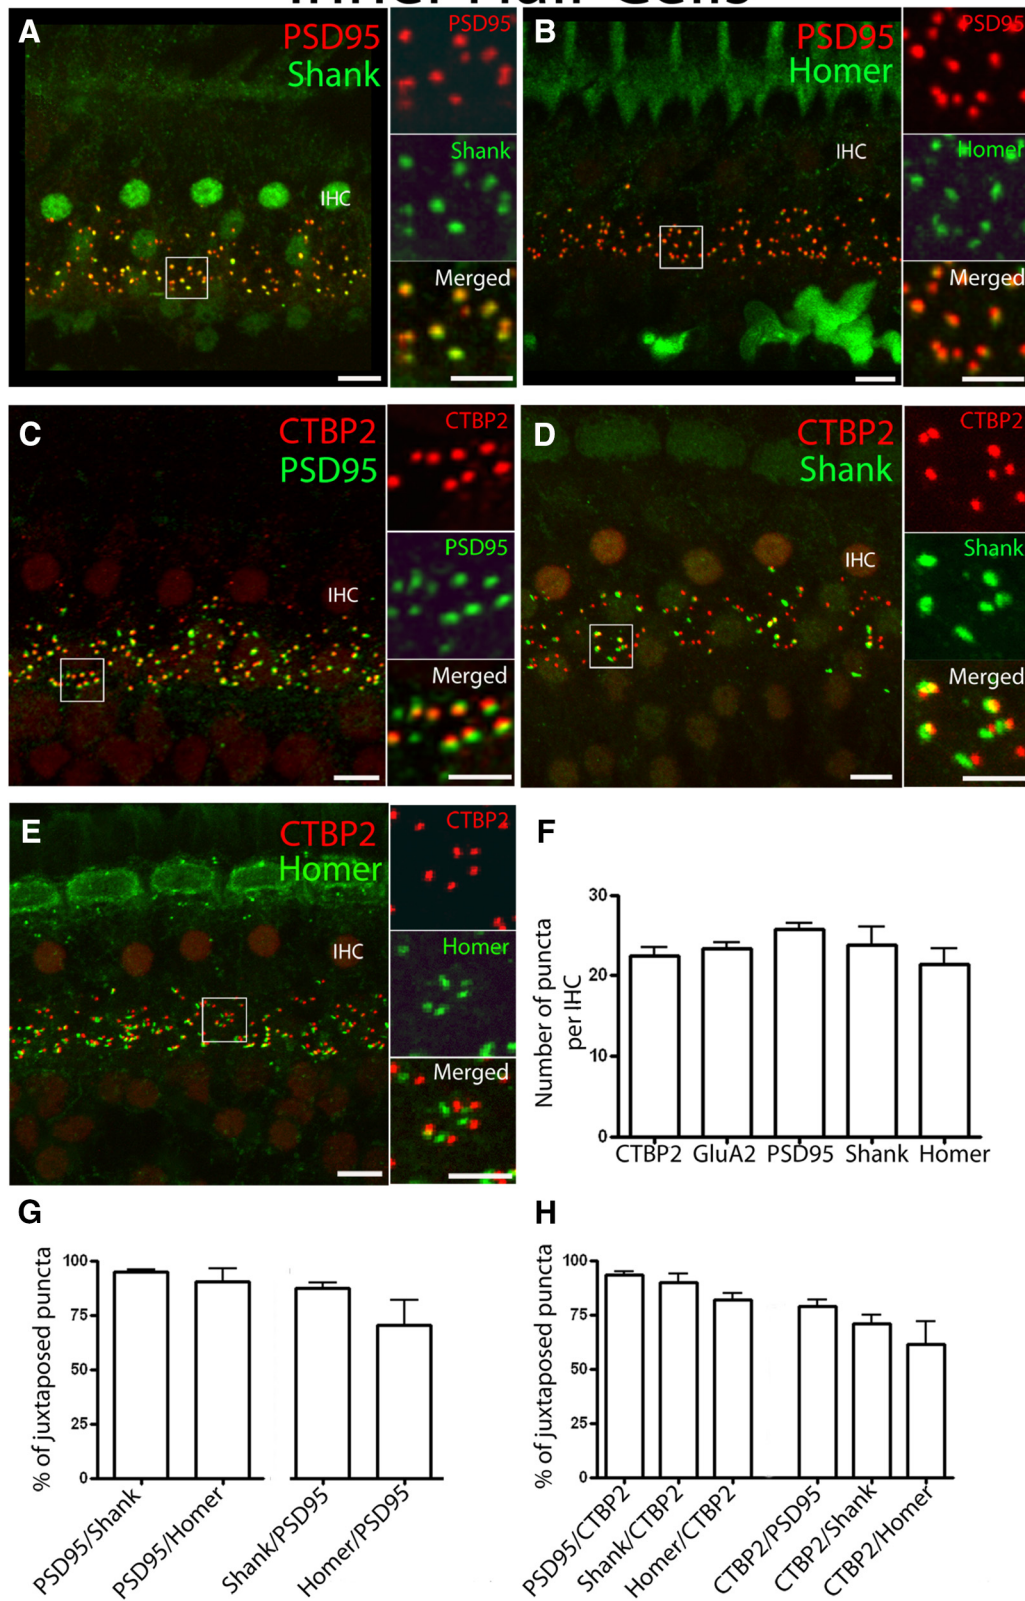 Inner Hair Cells
A
PSD95
Shank
IHC
PSD95
Shank
Merged
B
PSD95
Homer
IHC
PSD95
Homer
Merged
C
CTBP2
PSD95
IHC
CTBP2
PSD95
Merged
D
CTBP2
Shank
IHC
CTBP2
Shank
Merged
E
CTBP2
Homer
IHC
CTBP2
Homer
Merged
F
Number of puncta
per IHC
30
20
10
0
CTBP2 GluA2 PSD95 Shank Homer
G
% of juxtaposed puncta
100
75
50
25
0
PSD95/Shank
PSD95/Homer
Shank/PSD95
Homer/PSD95
H
% of juxtaposed puncta
100
75
50
25
0
PSD95/CTBP2
Shank/CTBP2
Homer/CTBP2
CTBP2/PSD95
CTBP2/Shank
CTBP2/Homer